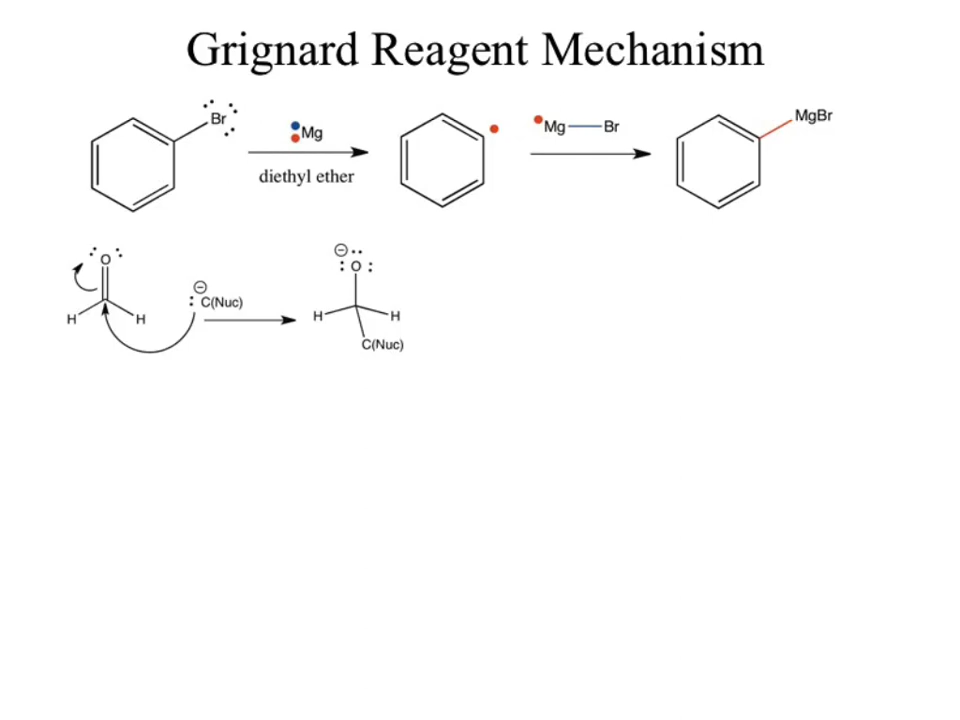 Grignard Reagent Mechanism
Br
Mg
diethyl ether
Mg Br
MgBr
O
H H
⊖
: C(Nuc)
⊖
: O :
H H
C(Nuc)